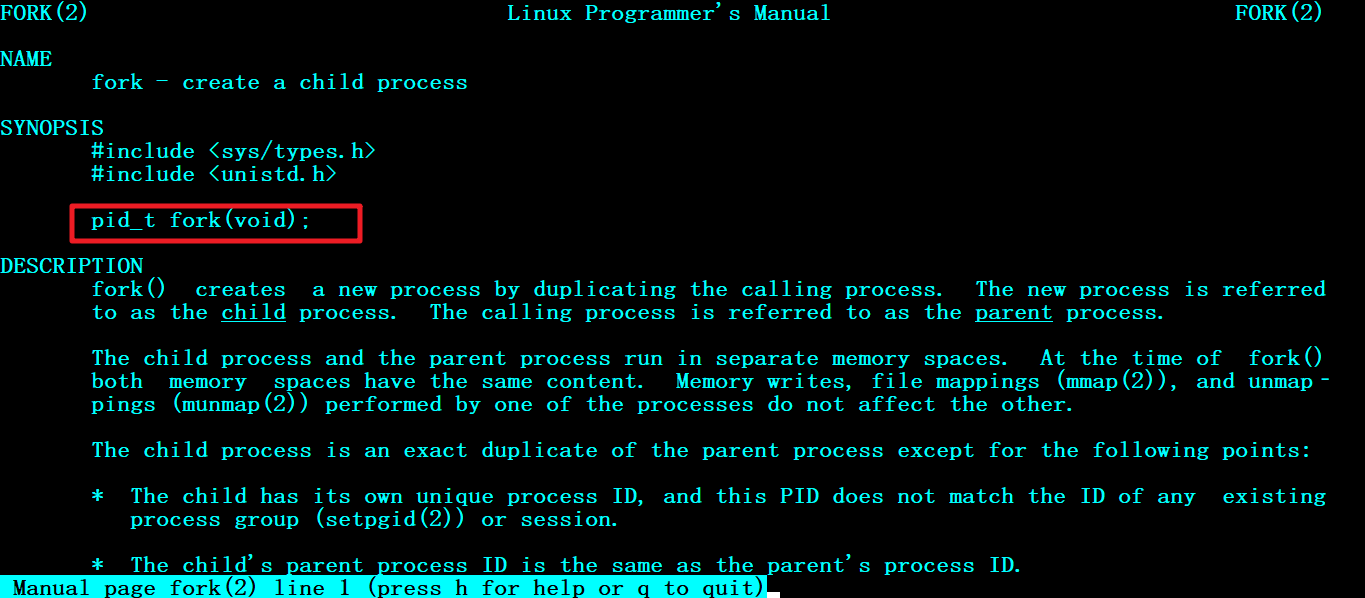 FORK(2) Linux Programmer's Manual FORK(2)
NAME
fork - create a child process
SYNOPSIS
#include <sys/types.h>
#include <unistd.h>
pid_t fork(void);
DESCRIPTION
fork() creates a new process by duplicating the calling process. The new process is referred
to as the child process. The calling process is referred to as the parent process.
The child process and the parent process run in separate memory spaces. At the time of fork()
both memory spaces have the same content. Memory writes, file mappings (mmap(2)), and unmap‐
pings (munmap(2)) performed by one of the processes do not affect the other.
The child process is an exact duplicate of the parent process except for the following points:
* The child has its own unique process ID, and this PID does not match the ID of any existing
process group (setpgid(2)) or session.
* The child's parent process ID is the same as the parent's process ID.
Manual page fork(2) line 1 (press h for help or q to quit)